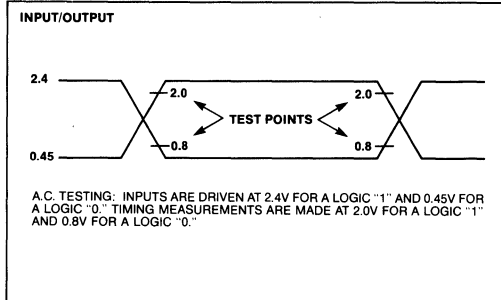 INPUT/OUTPUT
2.4
2.0
2.0
TEST POINTS
0.8
0.8
0.45
A.C. TESTING: INPUTS ARE DRIVEN AT 2.4V FOR A LOGIC "1" AND 0.45V FOR
A LOGIC "0." TIMING MEASUREMENTS ARE MADE AT 2.0V FOR A LOGIC "1"
AND 0.8V FOR A LOGIC "0."